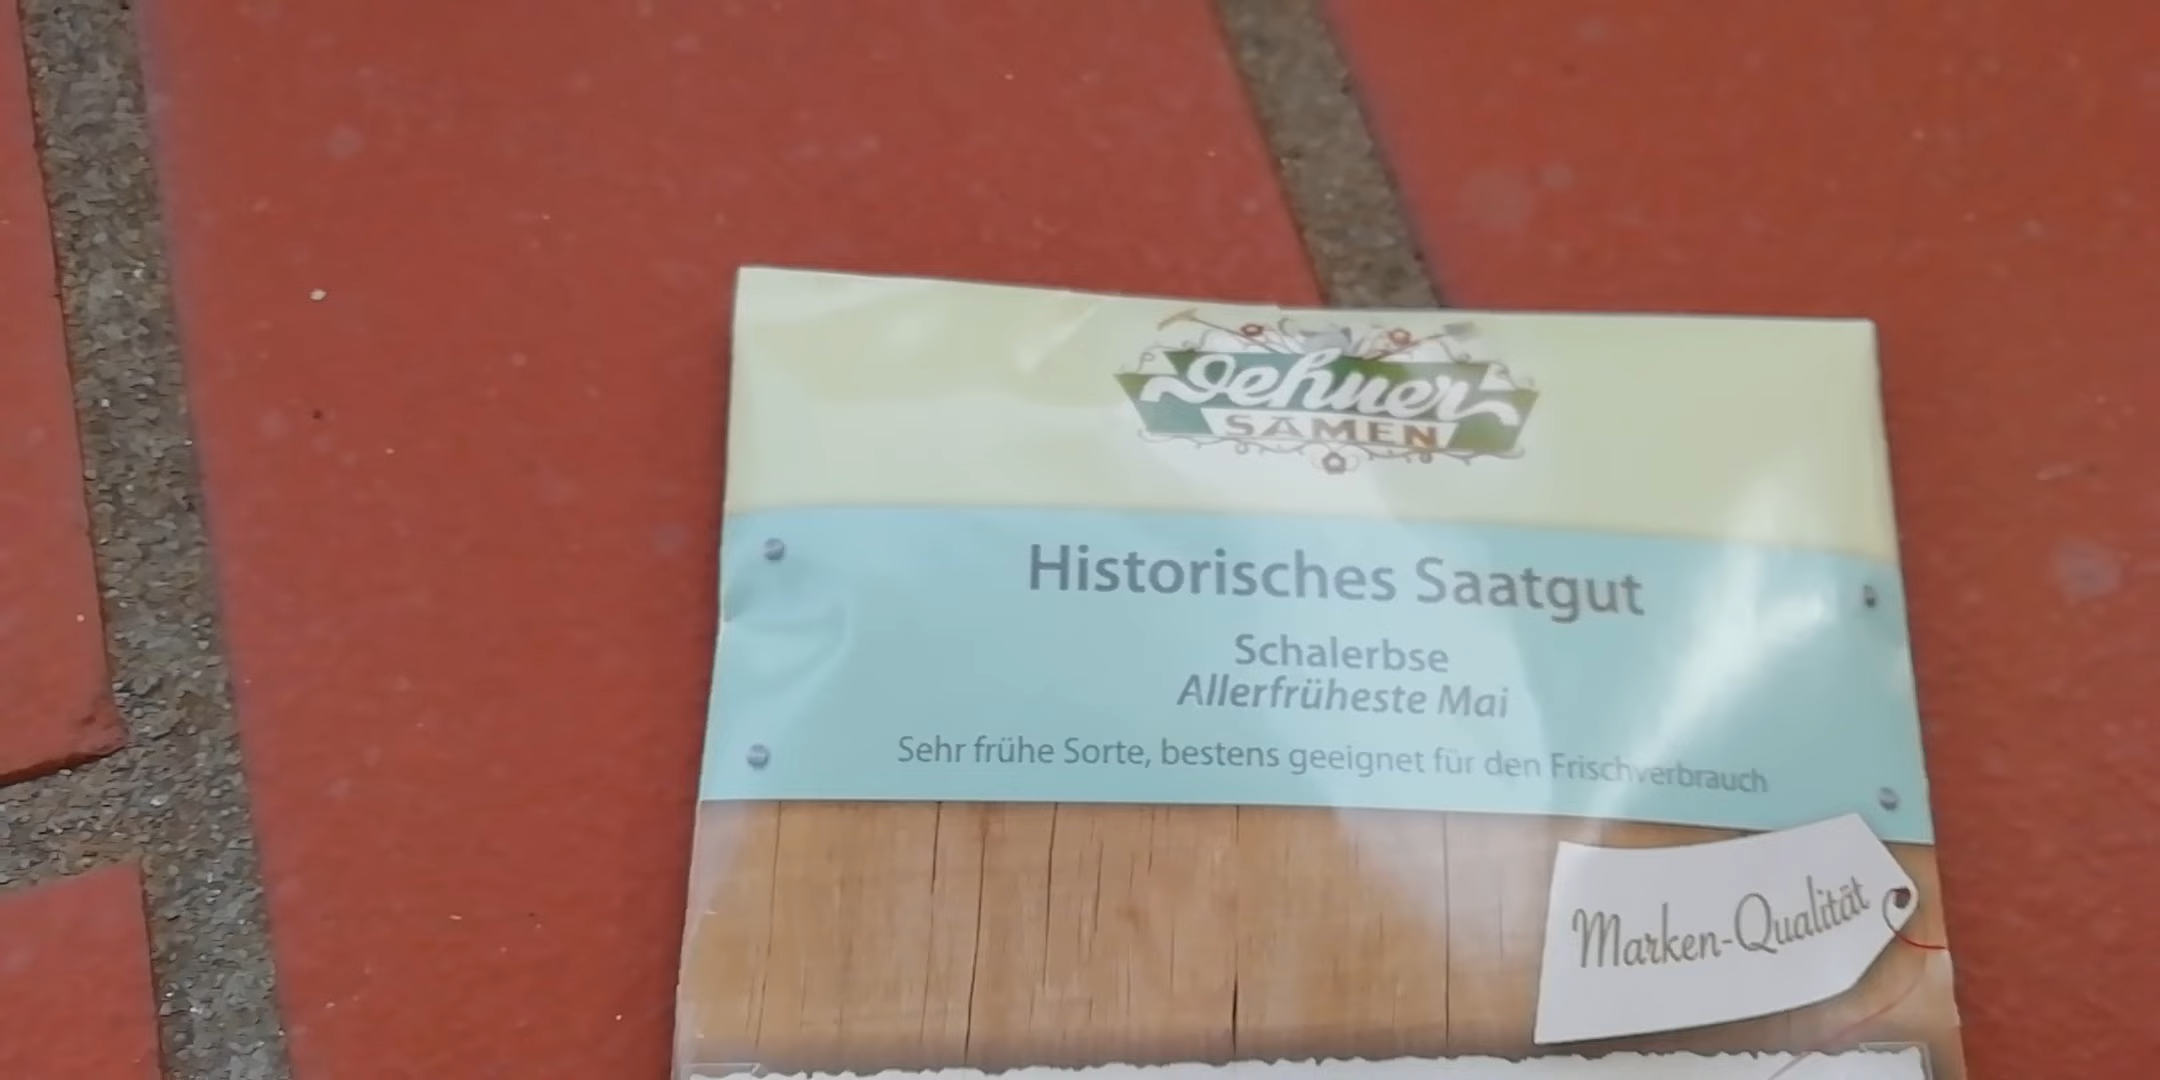 Dehner
SAMEN
Historisches Saatgut
Schalerbse
Allerfrüheste Mai
Sehr frühe Sorte, bestens geeignet für den Frischverbrauch
Marken-Qualität